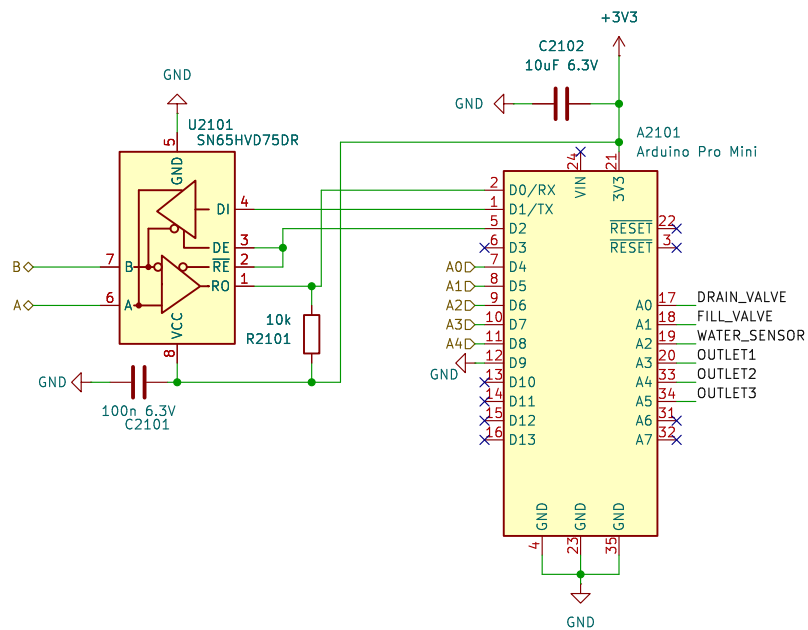 +3V3
C2102
10uF 6.3V
GND
GND
U2101
SN65HVD75DR
A2101
Arduino Pro Mini
5
GND
24
VIN
21
3V3
DI 4
DE 3
RE 2
RO 1
B 7 B
A 6 A
VCC
8
10k
R2101
GND
100n 6.3V
C2101
2 D0/RX
1 D1/TX
5 D2
6 D3
A0 7 D4
A1 8 D5
A2 9 D6
A3 10 D7
A4 11 D8
GND 12 D9
13 D10
14 D11
15 D12
16 D13
RESET 22
RESET 3
A0 17 DRAIN_VALVE
A1 18 FILL_VALVE
A2 19 WATER_SENSOR
A3 20 OUTLET1
A4 33 OUTLET2
A5 34 OUTLET3
A6 31
A7 32
GND GND GND
4 23 35
GND